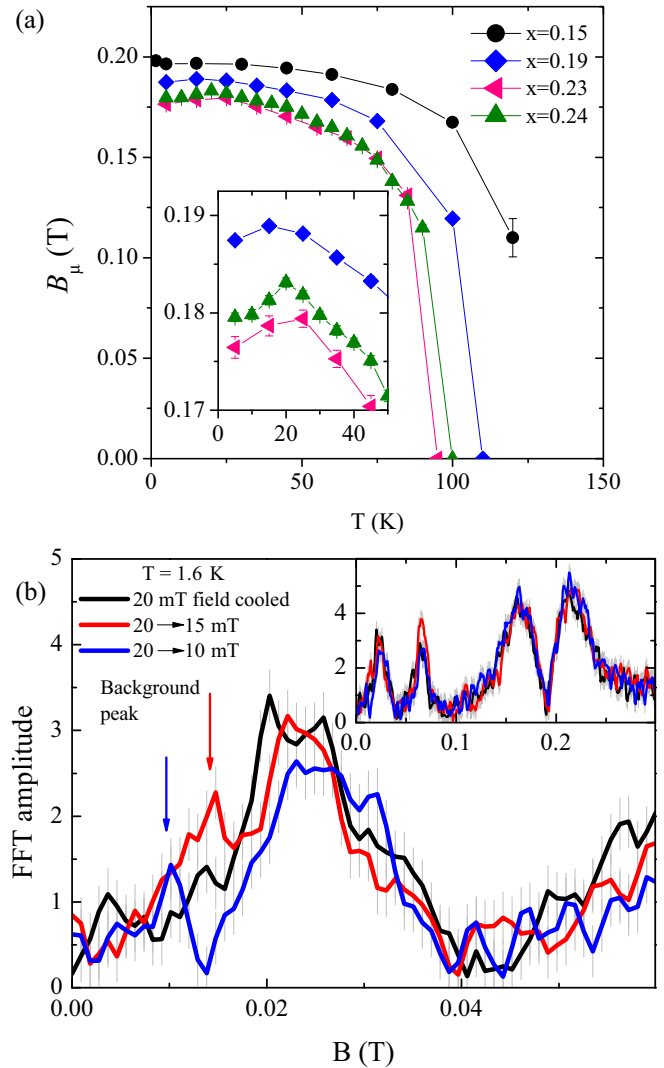 (a)
x=0.15
x=0.19
x=0.23
x=0.24
0.20
0.15
0.10
0.05
0.00
B_μ (T)
0.19
0.18
0.17
0 20 40
0 50 100 150
T (K)
(b)
5
4
3
2
1
0
FFT amplitude
T = 1.6 K
20 mT field cooled
20→15 mT
20→10 mT
Background
peak
4
2
0
0.0 0.1 0.2
0.00 0.02 0.04
B (T)